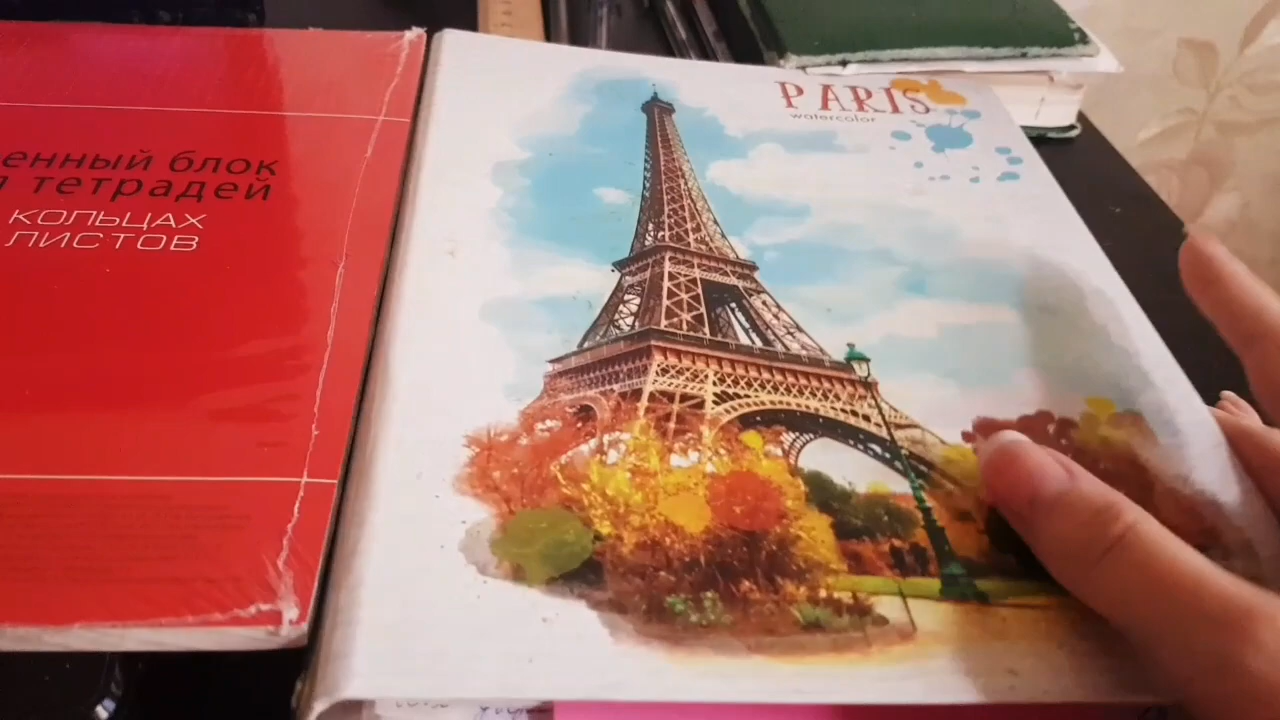 енный блок
я тетрадей
КОЛЬЦАХ
ЛИСТОВ
PARIS
watercolor